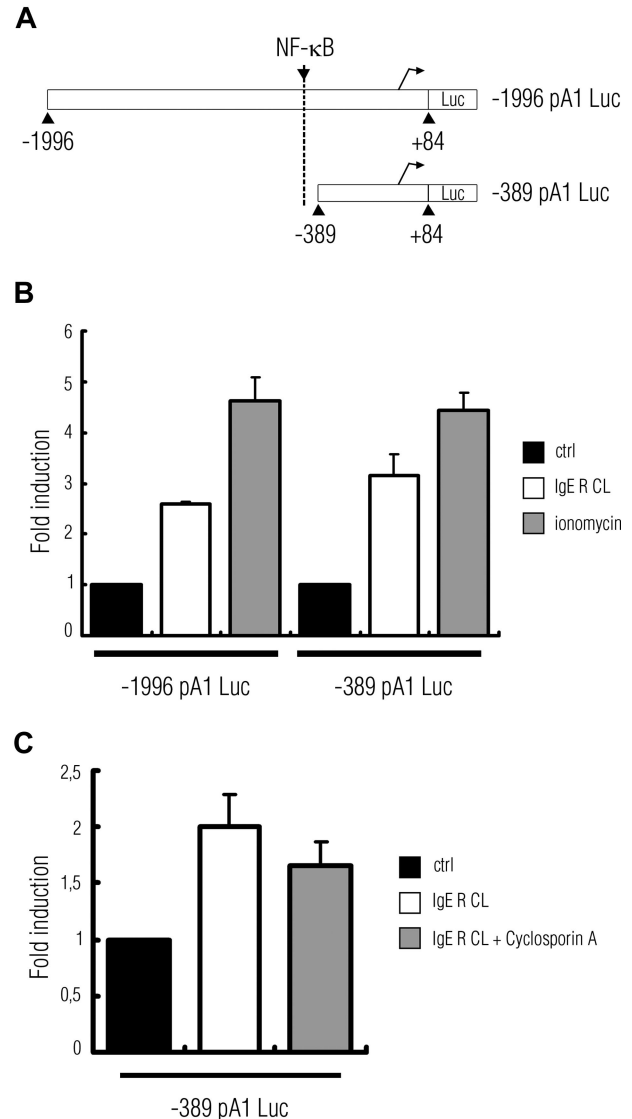 A
NF-κB
Luc
-1996 pA1 Luc
-1996
+84
Luc
-389 pA1 Luc
-389
+84
B
Fold induction
6
5
4
3
2
1
0
ctrl
IgE R CL
ionomycin
-1996 pA1 Luc
-389 pA1 Luc
C
Fold induction
2,5
2
1,5
1
0,5
0
ctrl
IgE R CL
IgE R CL + Cyclosporin A
-389 pA1 Luc